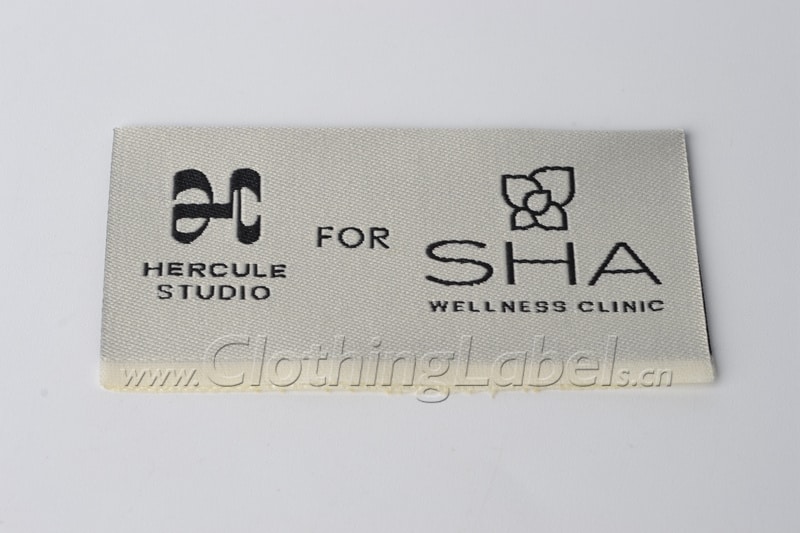 HERCULE
STUDIO
FOR
SHA
WELLNESS CLINIC
www.ClothingLabels.cn